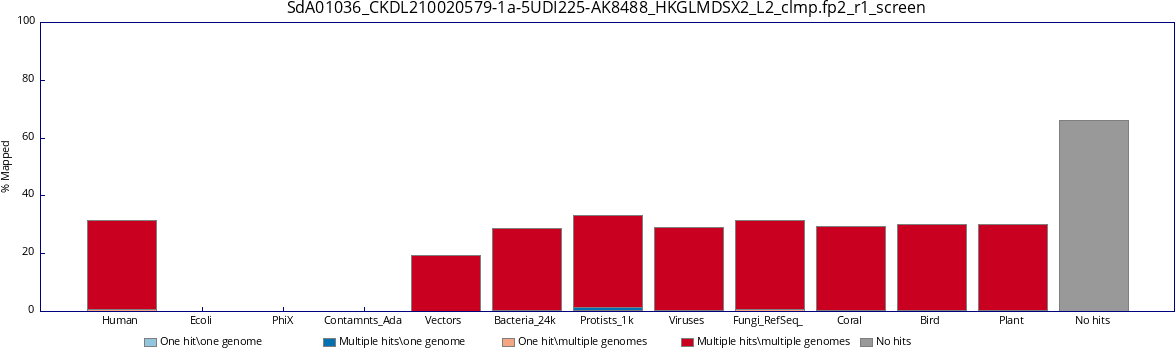 SdA01036_CKDL210020579-1a-5UDI225-AK8488_HKGLMDSX2_L2_clmp.fp2_r1_screen
100
80
60
40
20
0
% Mapped
Human Ecoli PhiX Contamnts_Ada Vectors Bacteria_24k Protists_1k Viruses Fungi_RefSeq_ Coral Bird Plant No hits
One hit\one genome Multiple hits\one genome One hit\multiple genomes Multiple hits\multiple genomes No hits